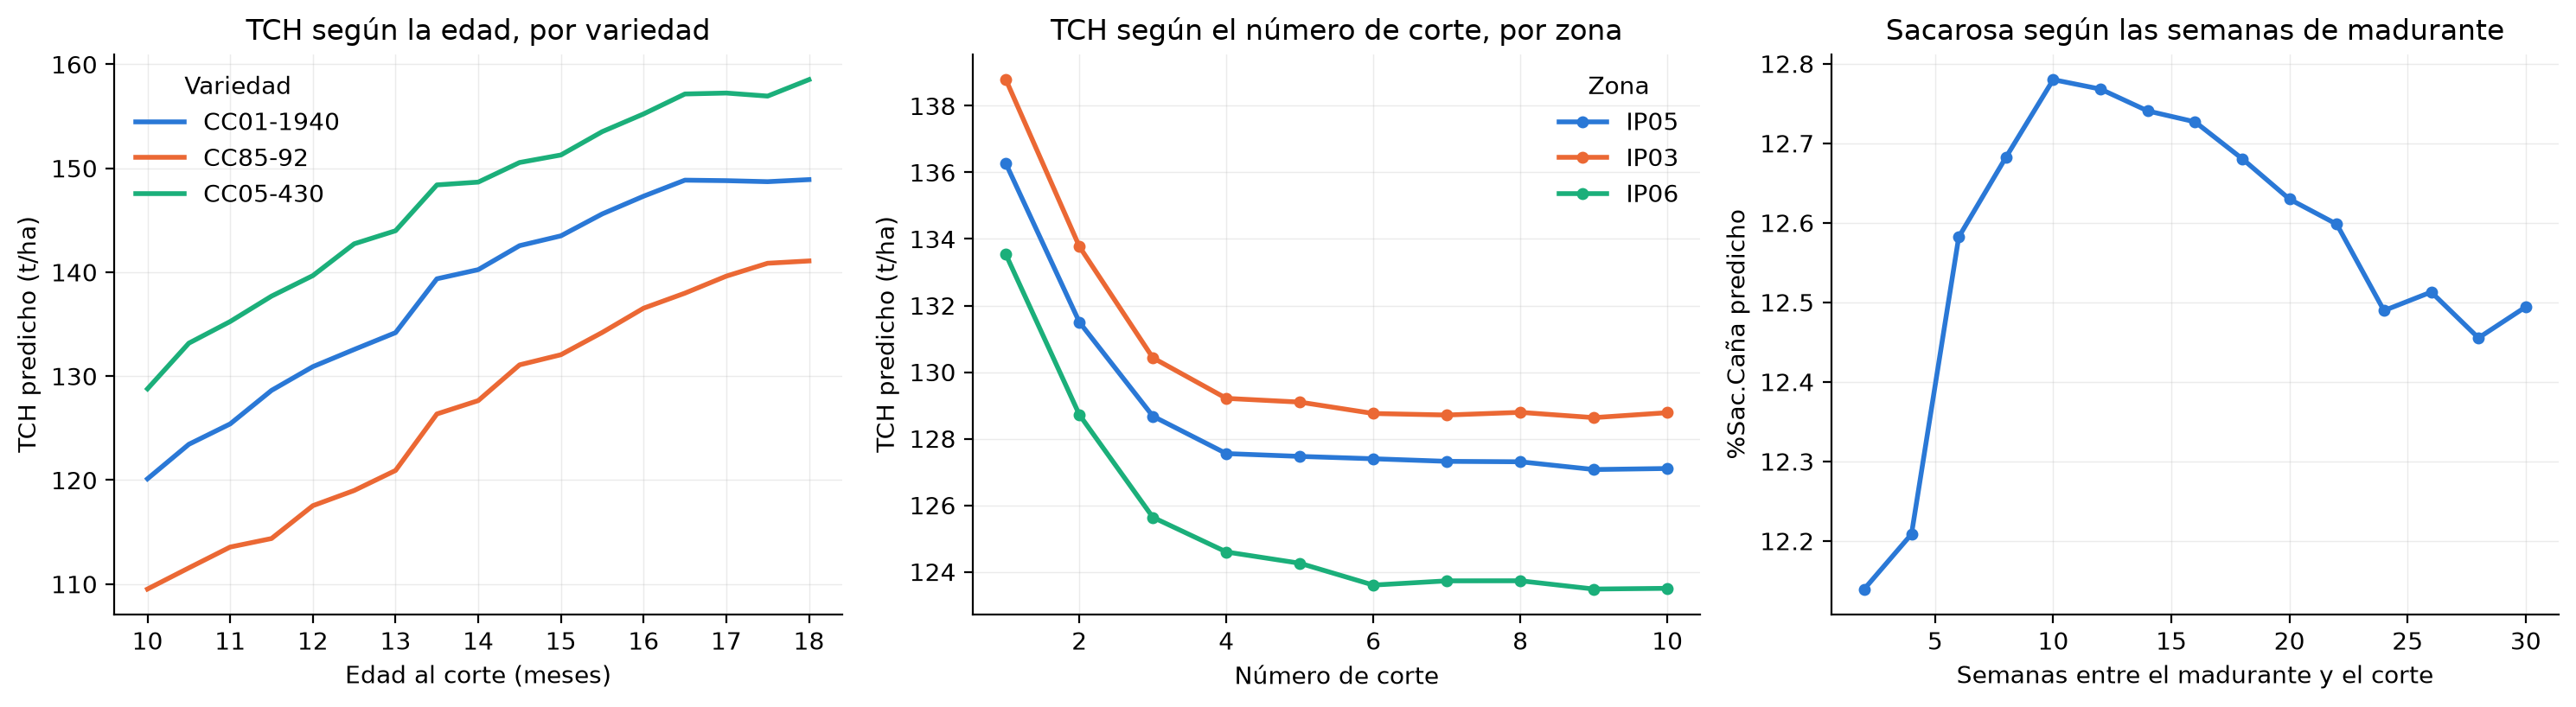 TCH según la edad, por variedad
160
150
140
130
120
110
TCH predicho (t/ha)
Variedad
CC01-1940
CC85-92
CC05-430
10 11 12 13 14 15 16 17 18
Edad al corte (meses)
TCH según el número de corte, por zona
138
136
134
132
130
128
126
124
TCH predicho (t/ha)
Zona
IP05
IP03
IP06
2 4 6 8 10
Número de corte
Sacarosa según las semanas de madurante
12.8
12.7
12.6
12.5
12.4
12.3
12.2
%Sac.Caña predicho
5 10 15 20 25 30
Semanas entre el madurante y el corte